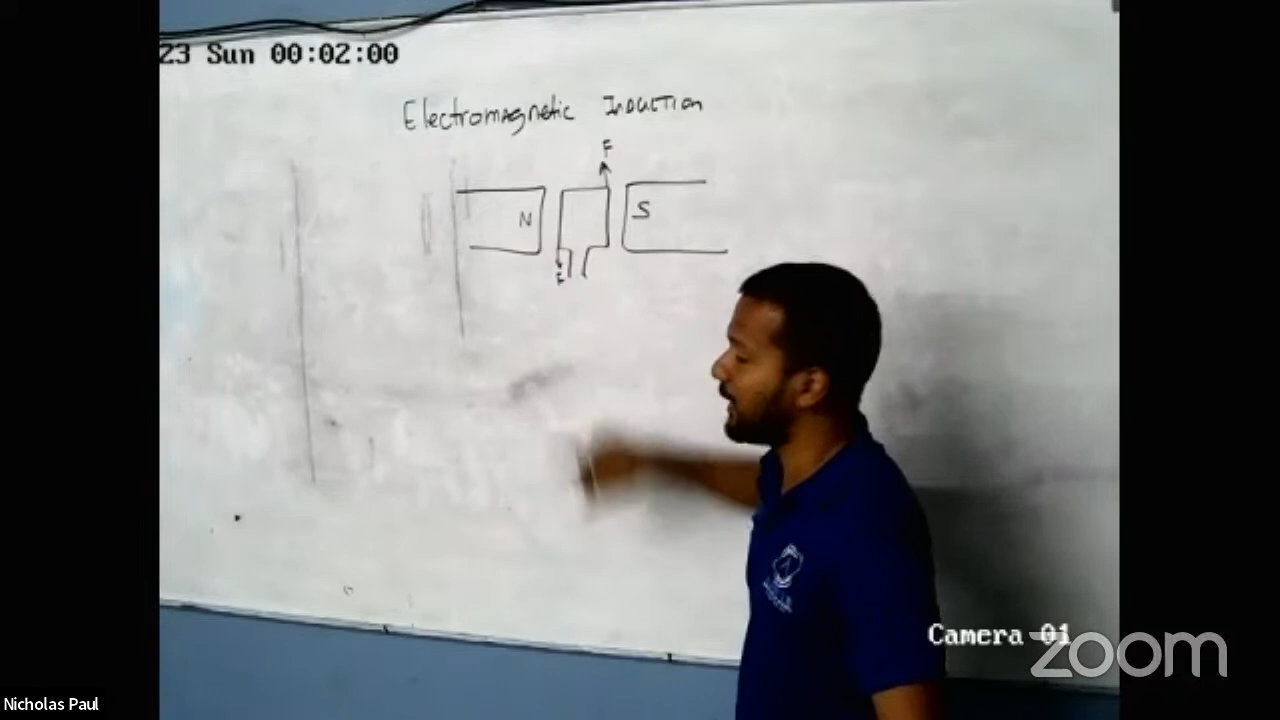 23 Sun 00:02:00
Electromagnetic INDUCTION
F
N
S
F
Camera 01
zoom
Nicholas Paul